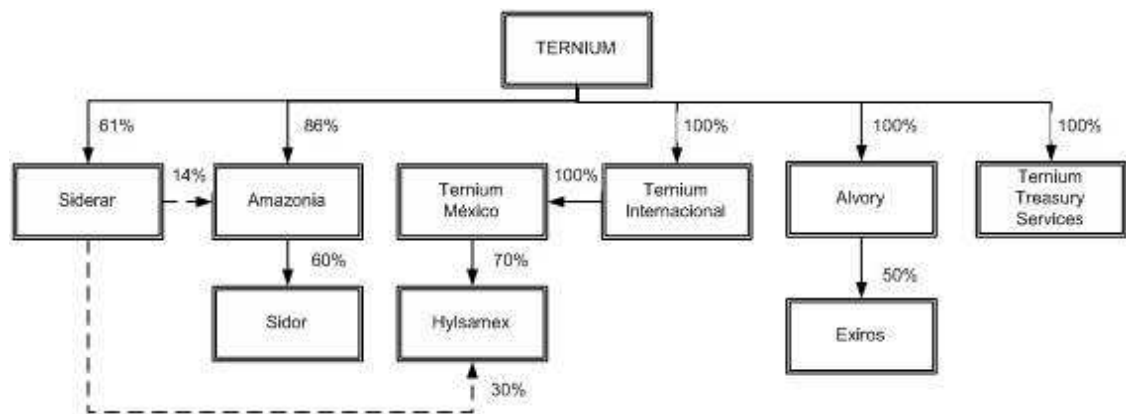 TERNIUM
61%
86%
100%
100%
100%
Siderar
14%
Amazonia
Ternium
México
100%
Ternium
Internacional
Alvory
Ternium
Treasury
Services
60%
70%
50%
Sidor
Hylsamex
Exiros
30%